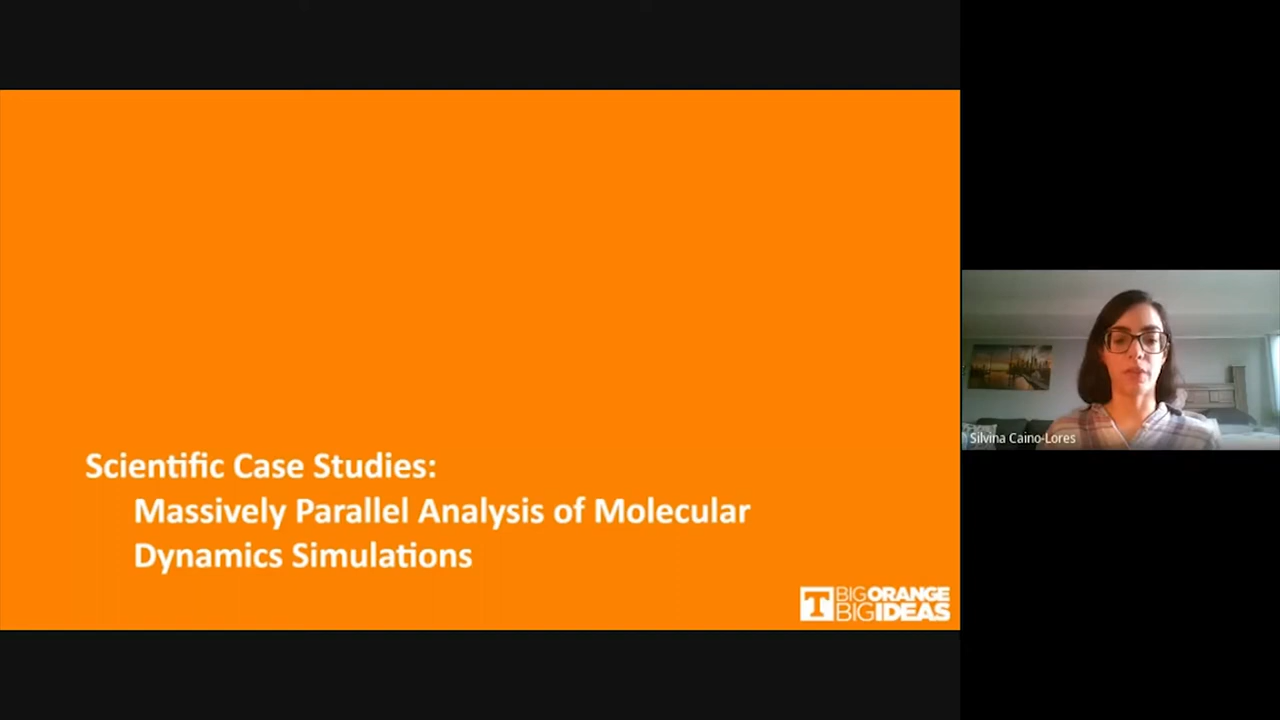 Scientific Case Studies:
Massively Parallel Analysis of Molecular
Dynamics Simulations
T BIG ORANGE
BIG IDEAS
Silvina Caino-Lores